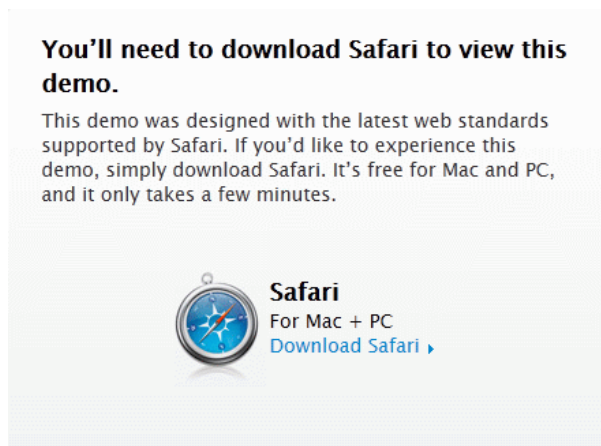 You’ll need to download Safari to view this
demo.
This demo was designed with the latest web standards
supported by Safari. If you’d like to experience this
demo, simply download Safari. It’s free for Mac and PC,
and it only takes a few minutes.
Safari
For Mac + PC
Download Safari